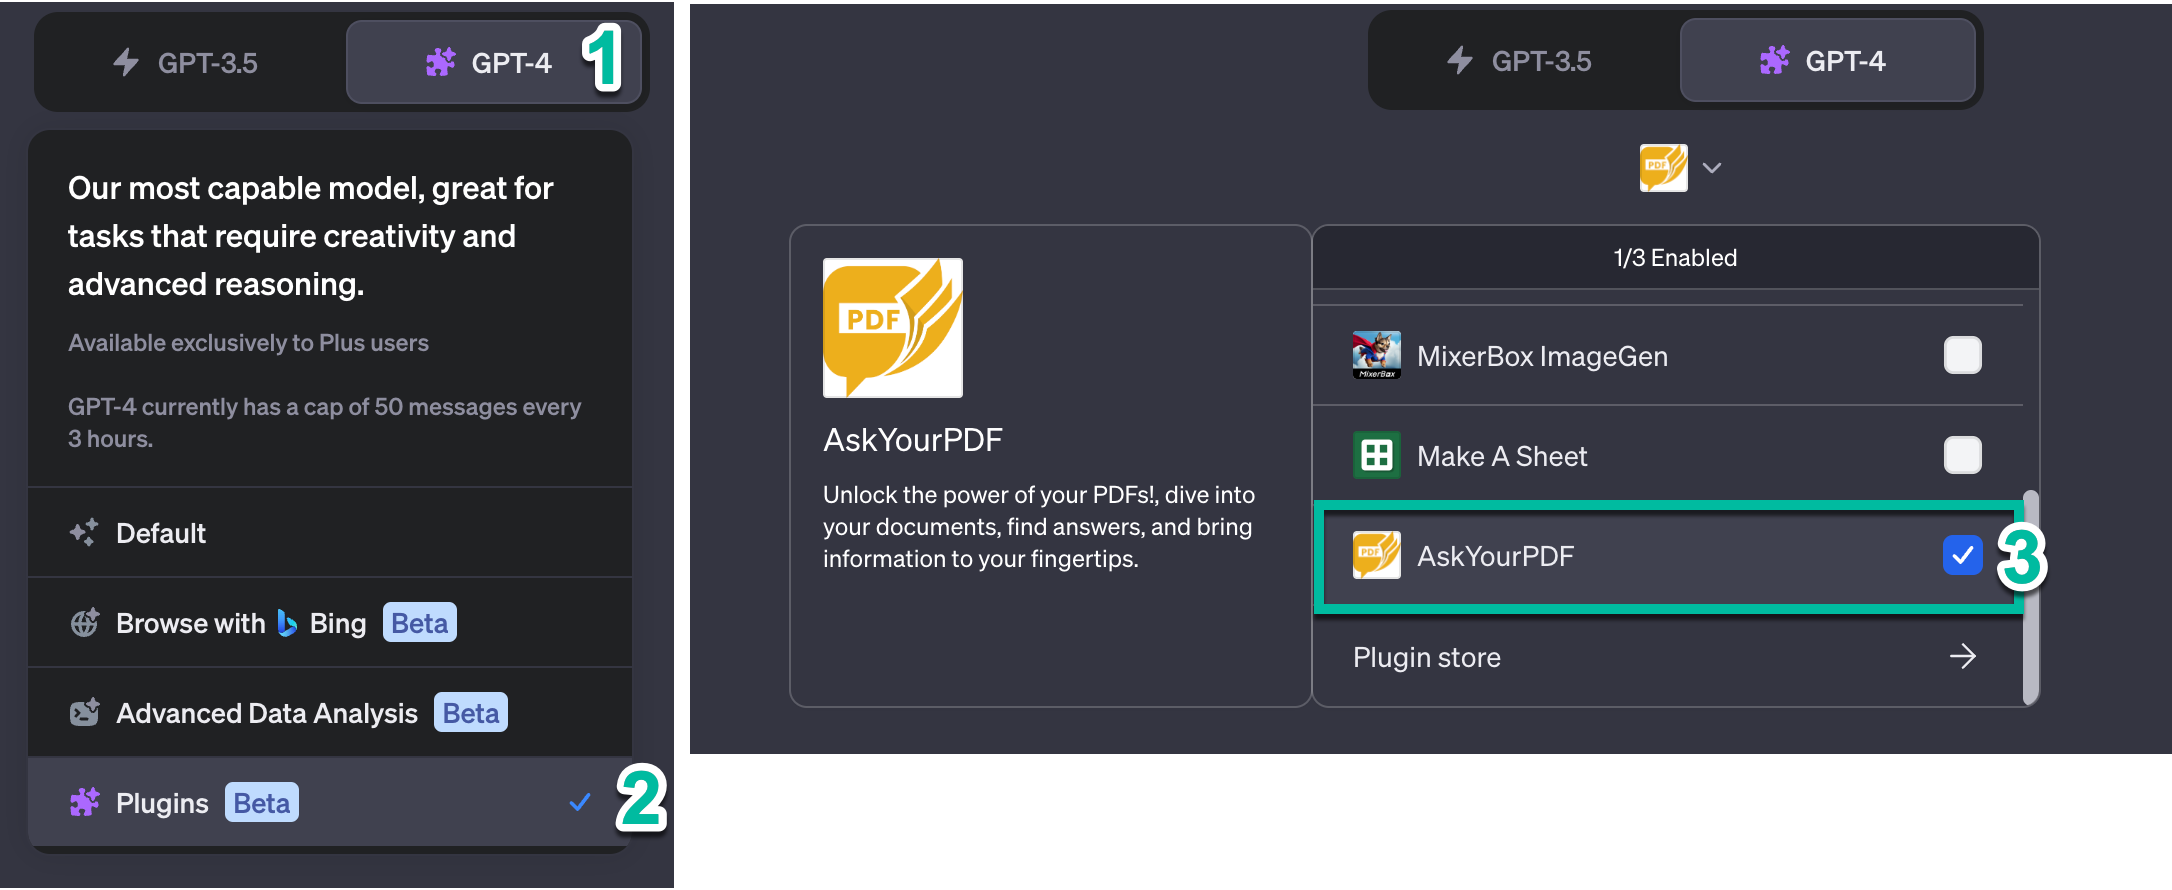 GPT-3.5
GPT-4
1
Our most capable model, great for
tasks that require creativity and
advanced reasoning.
Available exclusively to Plus users
GPT-4 currently has a cap of 50 messages every
3 hours.
Default
Browse with Bing Beta
Advanced Data Analysis Beta
Plugins Beta
2
GPT-3.5
GPT-4
PDF
PDF
AskYourPDF
Unlock the power of your PDFs!, dive into
your documents, find answers, and bring
information to your fingertips.
1/3 Enabled
MixerBox
MixerBox ImageGen
Make A Sheet
PDF
AskYourPDF
3
Plugin store